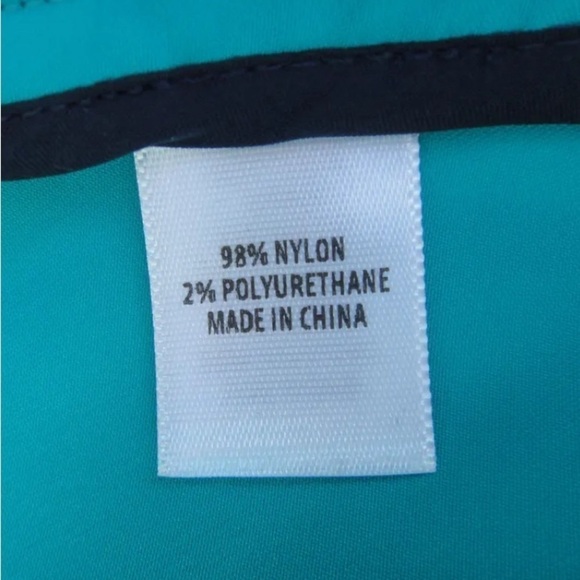 98% NYLON
2% POLYURETHANE
MADE IN CHINA